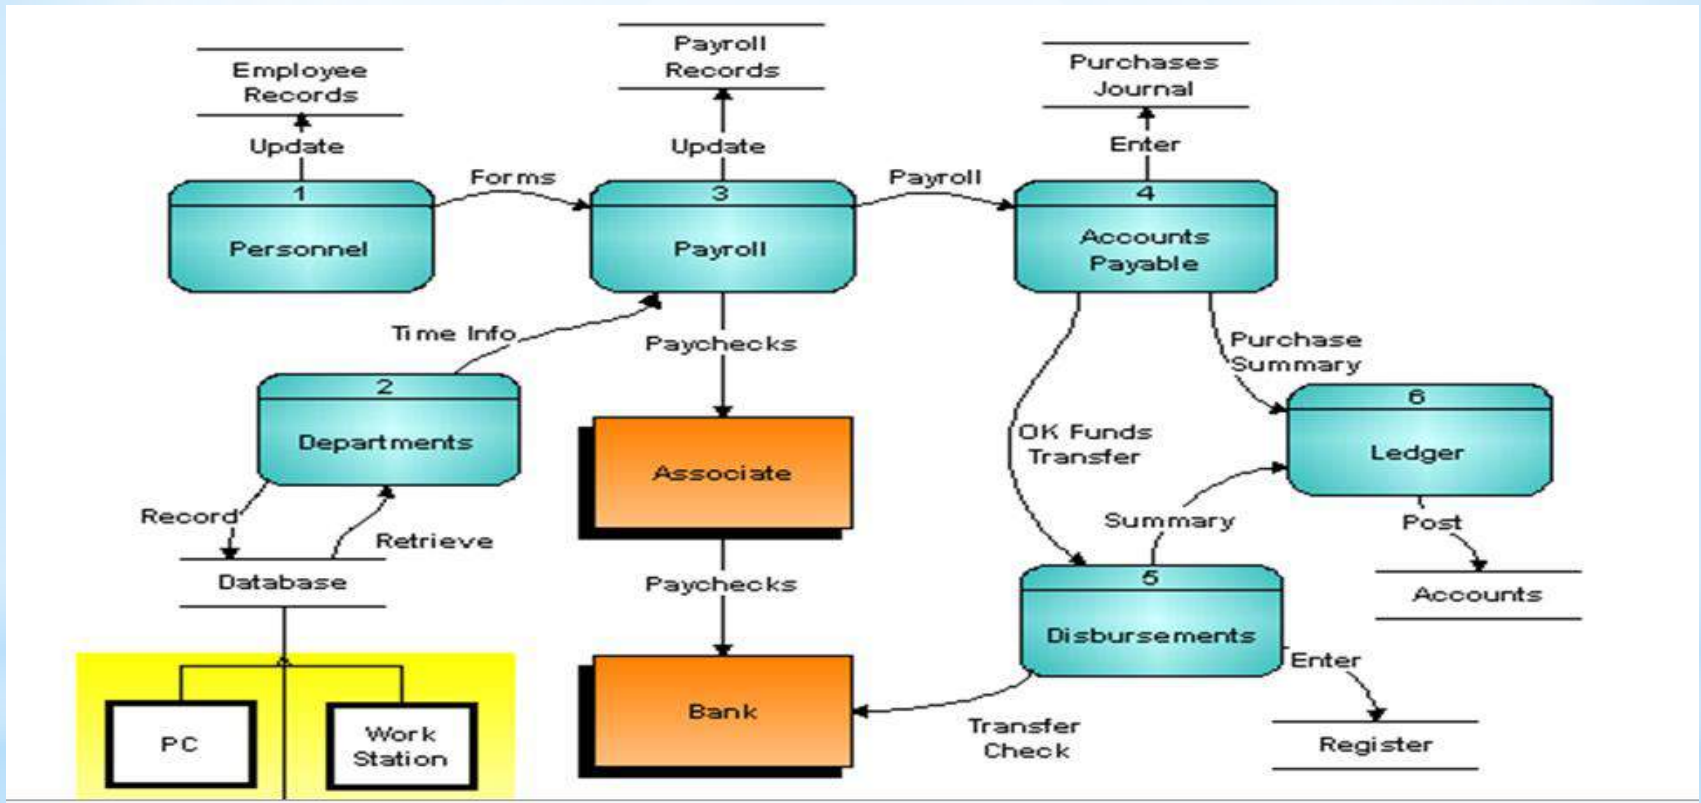 Payroll
Records
Employee
Records
Purchases
Journal
Update
Update
Enter
Forms
Payroll
1
Personnel
3
Payroll
4
Accounts
Payable
Time Info
Paychecks
Purchase
Summary
2
Departments
6
Ledger
OK Funds
Transfer
Associate
Record
Retrieve
Summary
Post
Database
Paychecks
5
Disbursements
Accounts
Enter
Bank
Transfer
Check
Register
PC
Work
Station